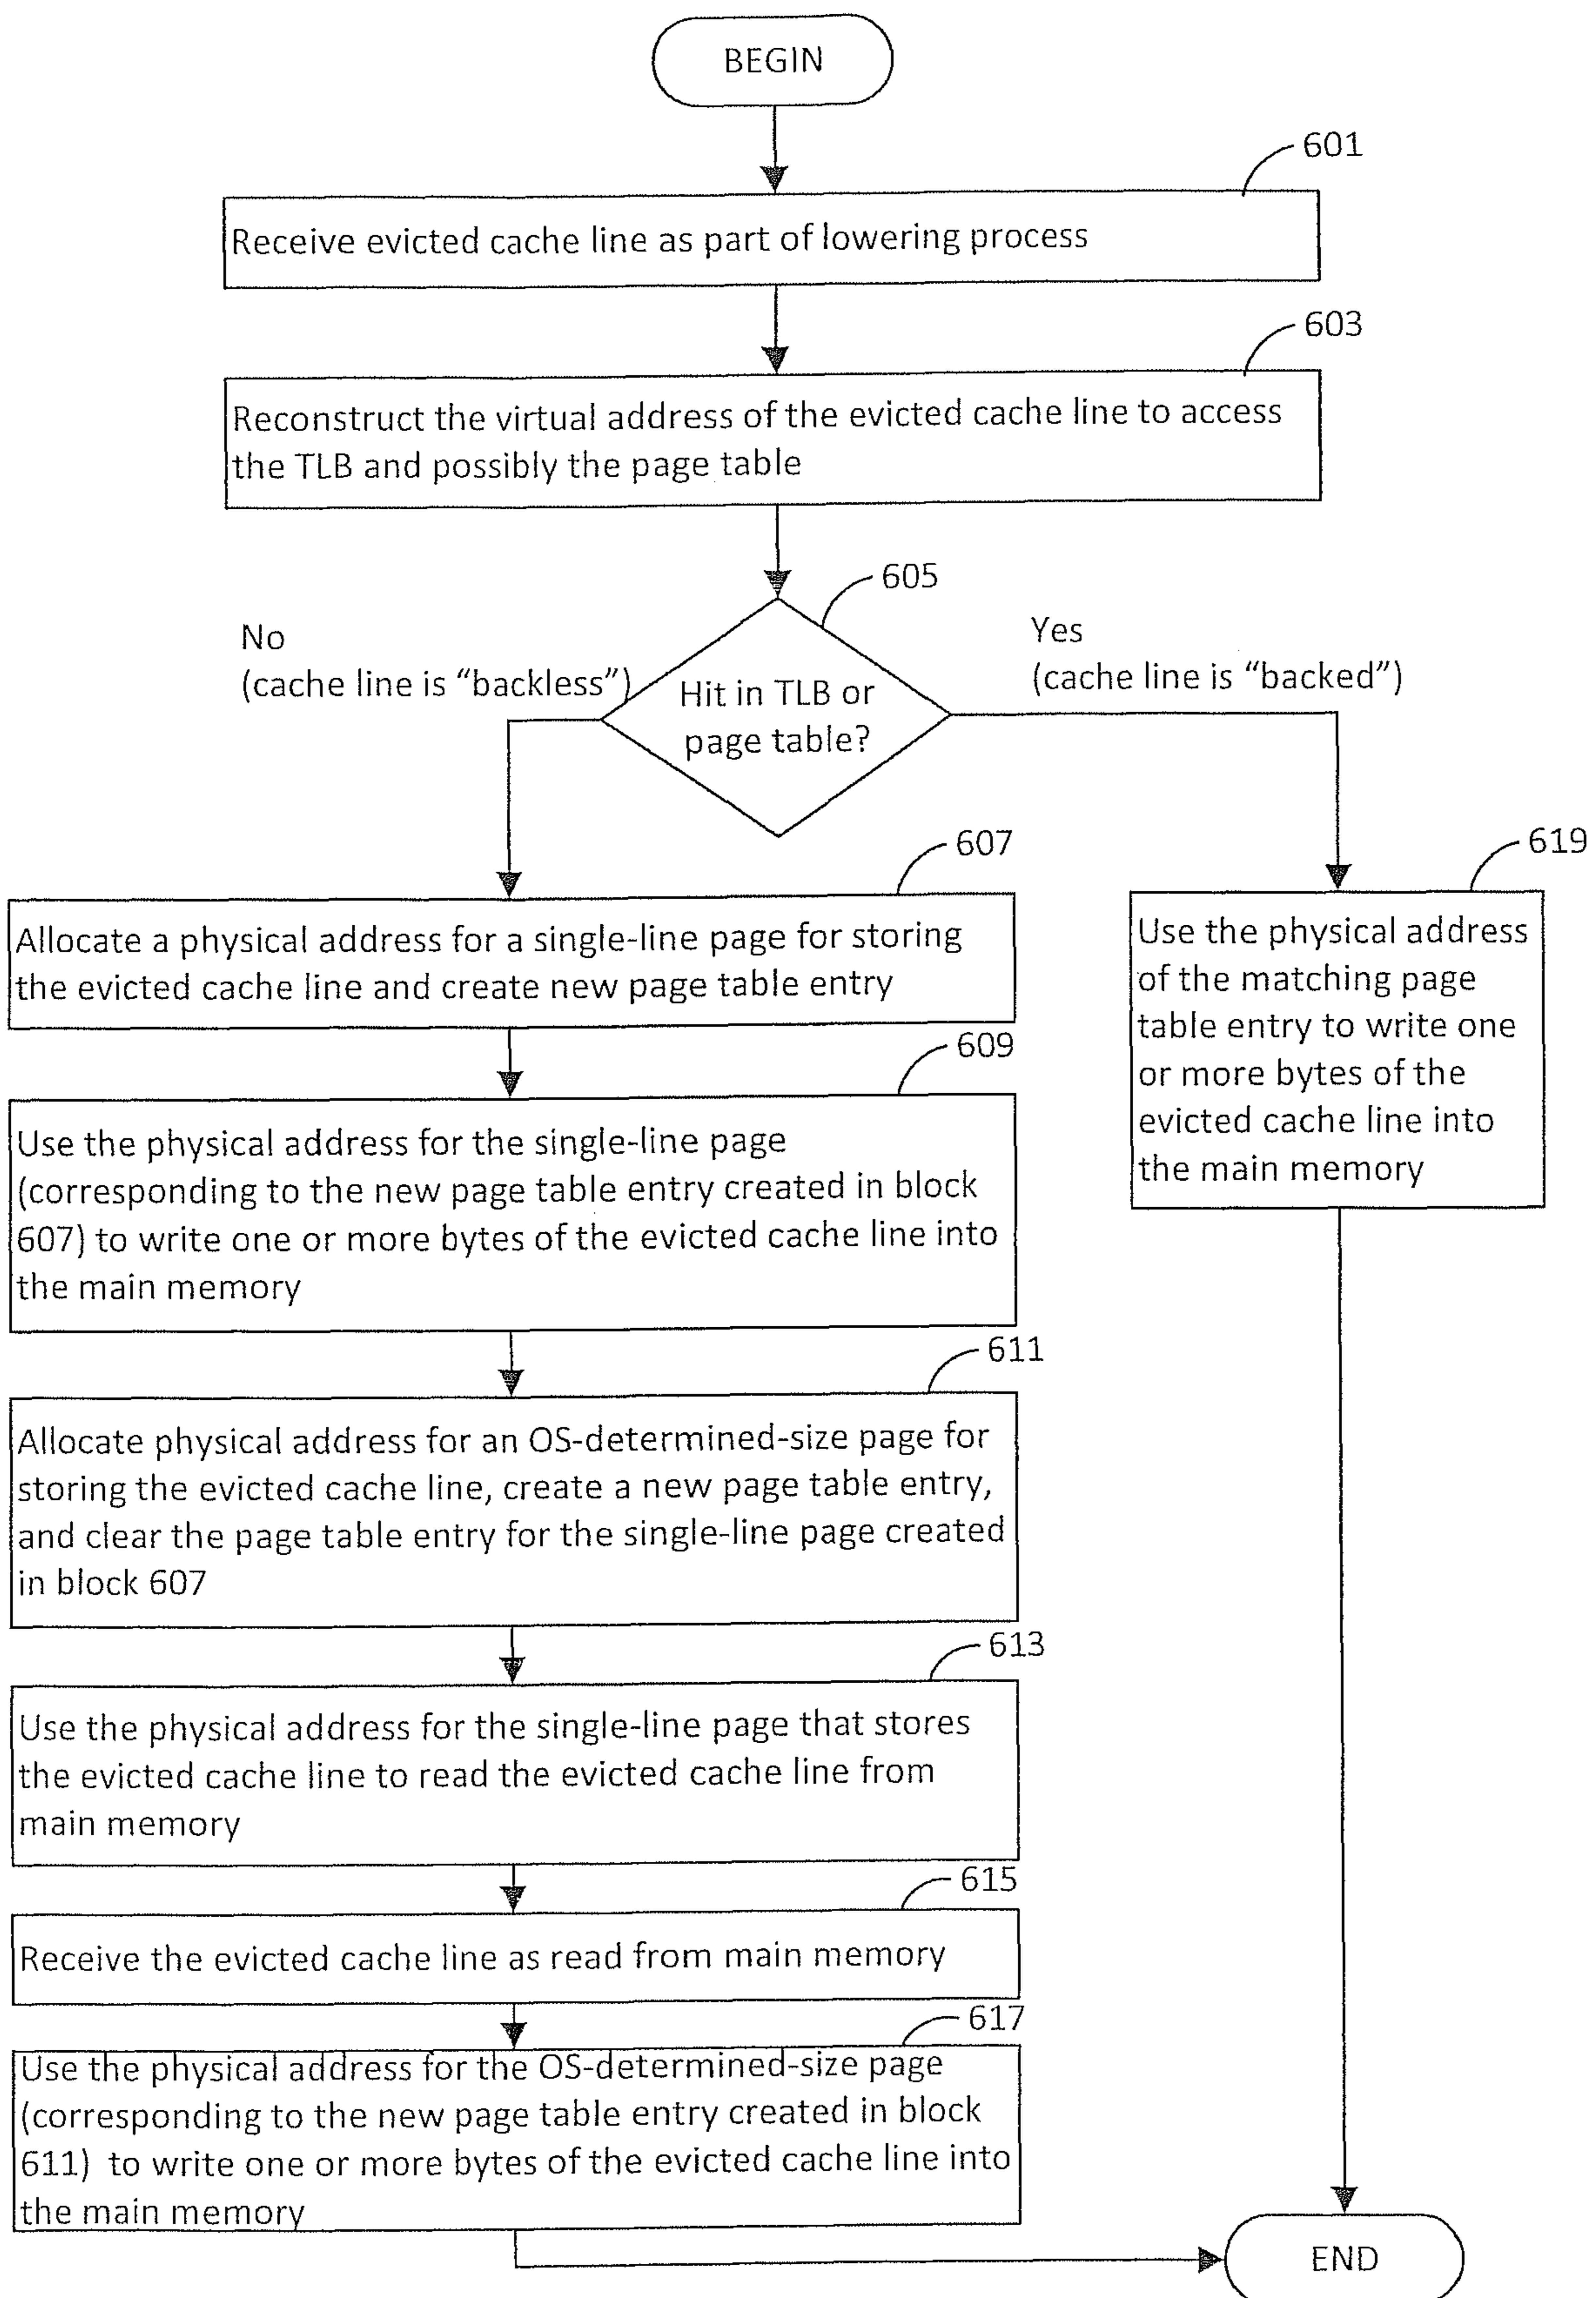 BEGIN
601
Receive evicted cache line as part of lowering process
603
Reconstruct the virtual address of the evicted cache line to access
the TLB and possibly the page table
605
No
(cache line is “backless”)
Yes
(cache line is “backed”)
Hit in TLB or
page table?
607
Allocate a physical address for a single-line page for storing
the evicted cache line and create new page table entry
619
Use the physical address
of the matching page
table entry to write one
or more bytes of the
evicted cache line into
the main memory
609
Use the physical address for the single-line page
(corresponding to the new page table entry created in block
607) to write one or more bytes of the evicted cache line into
the main memory
611
Allocate physical address for an OS-determined-size page for
storing the evicted cache line, create a new page table entry,
and clear the page table entry for the single-line page created
in block 607
613
Use the physical address for the single-line page that stores
the evicted cache line to read the evicted cache line from
main memory
615
Receive the evicted cache line as read from main memory
617
Use the physical address for the OS-determined-size page
(corresponding to the new page table entry created in block
611) to write one or more bytes of the evicted cache line into
the main memory
END